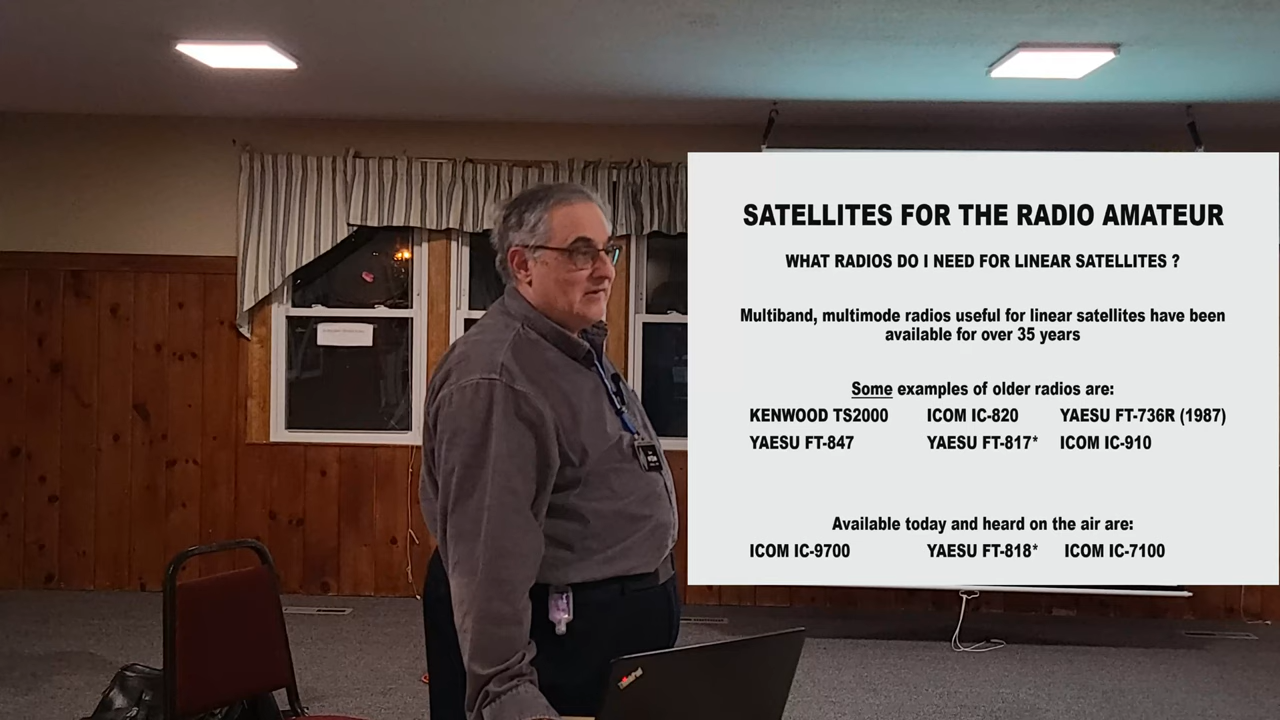 SATELLITES FOR THE RADIO AMATEUR
WHAT RADIOS DO I NEED FOR LINEAR SATELLITES ?
Multiband, multimode radios useful for linear satellites have been
available for over 35 years
Some examples of older radios are:
KENWOOD TS2000 ICOM IC-820 YAESU FT-736R (1987)
YAESU FT-847 YAESU FT-817* ICOM IC-910
Available today and heard on the air are:
ICOM IC-9700 YAESU FT-818* ICOM IC-7100
ThinkPad